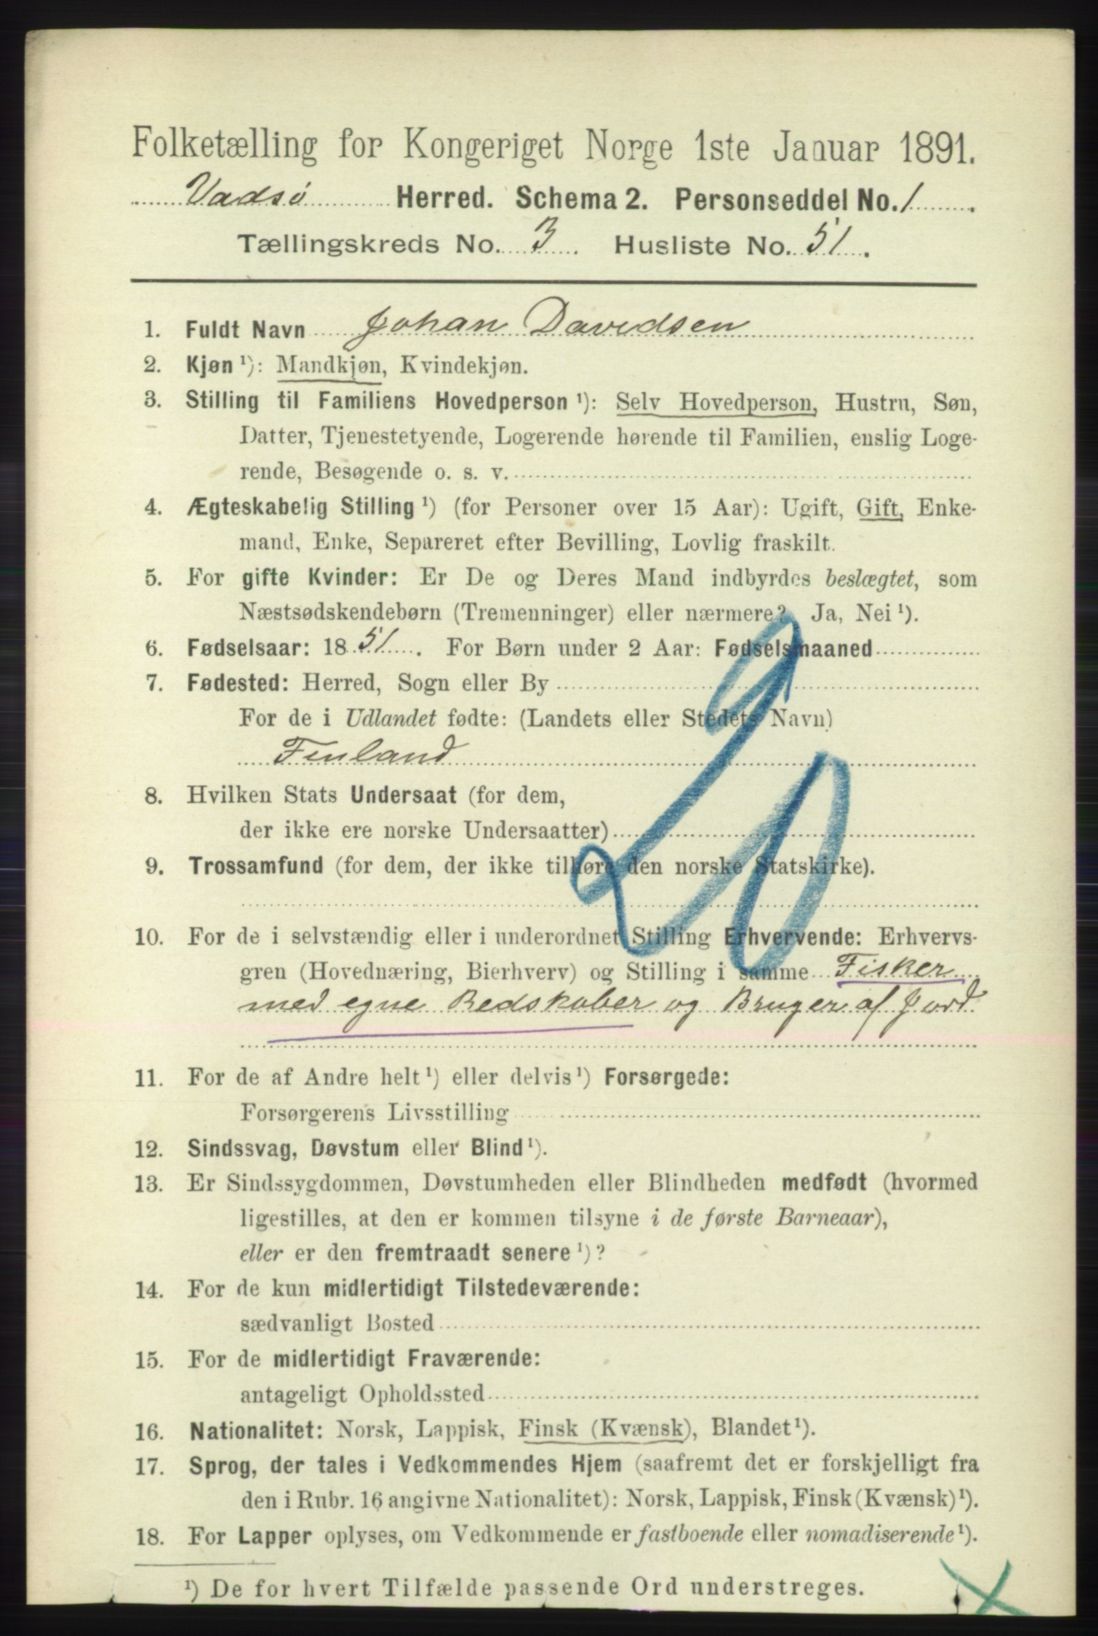 Folketælling for Kongeriget Norge 1ste Januar 1891.
Vadsø Herred. Schema 2. Personseddel No. 1.
Tællingskreds No. 3. Husliste No. 51.
1. Fuldt Navn Johan Davidsen
2. Kjøn ¹): Mandkjøn, Kvindekjøn.
3. Stilling til Familiens Hovedperson ¹): Selv Hovedperson, Hustru, Søn,
Datter, Tjenestetyende, Logerende hørende til Familien, enslig Loge-
rende, Besøgende o. s. v.
4. Ægteskabelig Stilling ¹) (for Personer over 15 Aar): Ugift, Gift, Enke-
mand, Enke, Separeret efter Bevilling, Lovlig fraskilt.
5. For gifte Kvinder: Er De og Deres Mand indbyrdes beslægtet, som
Næstsødskendebørn (Tremenninger) eller nærmere? Ja, Nei ¹).
6. Fødselsaar: 1851. For Børn under 2 Aar: Fødselsmaaned
7. Fødested: Herred, Sogn eller By
For de i Udlandet fødte: (Landets eller Stedets Navn)
Finland
8. Hvilken Stats Undersaat (for dem,
der ikke ere norske Undersaatter)
9. Trossamfund (for dem, der ikke tilhøre den norske Statskirke).
20
10. For de i selvstændig eller i underordnet Stilling Erhvervende: Erhvervs-
gren (Hovednæring, Bierhverv) og Stilling i samme Fisker
med egne Redskaber og Bruger af Jord
11. For de af Andre helt ¹) eller delvis ¹) Forsørgede:
Forsørgerens Livsstilling
12. Sindssvag, Døvstum eller Blind ¹).
13. Er Sindssygdommen, Døvstumheden eller Blindheden medfødt (hvormed
ligestilles, at den er kommen tilsyne i de første Barneaar),
eller er den fremtraadt senere ¹)?
14. For de kun midlertidigt Tilstedeværende:
sædvanligt Bosted
15. For de midlertidigt Fraværende:
antageligt Opholdssted
16. Nationalitet: Norsk, Lappisk, Finsk (Kvænsk), Blandet ¹).
17. Sprog, der tales i Vedkommendes Hjem (saafremt det er forskjelligt fra
den i Rubr. 16 angivne Nationalitet): Norsk, Lappisk, Finsk (Kvænsk) ¹).
18. For Lapper oplyses, om Vedkommende er fastboende eller nomadiserende ¹).
¹) De for hvert Tilfælde passende Ord understreges.